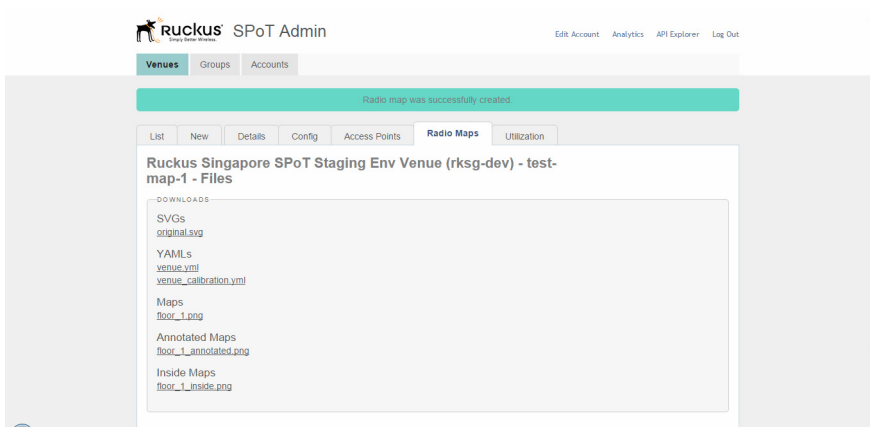 Ruckus SPoT Admin
Simply Better Wireless.
Edit Account Analytics API Explorer Log Out
Venues Groups Accounts
Radio map was successfully created.
List New Details Config Access Points Radio Maps Utilization
Ruckus Singapore SPoT Staging Env Venue (rksg-dev) - test-
map-1 - Files
DOWNLOADS
SVGs
original.svg
YAMLs
venue.yml
venue_calibration.yml
Maps
floor_1.png
Annotated Maps
floor_1_annotated.png
Inside Maps
floor_1_inside.png